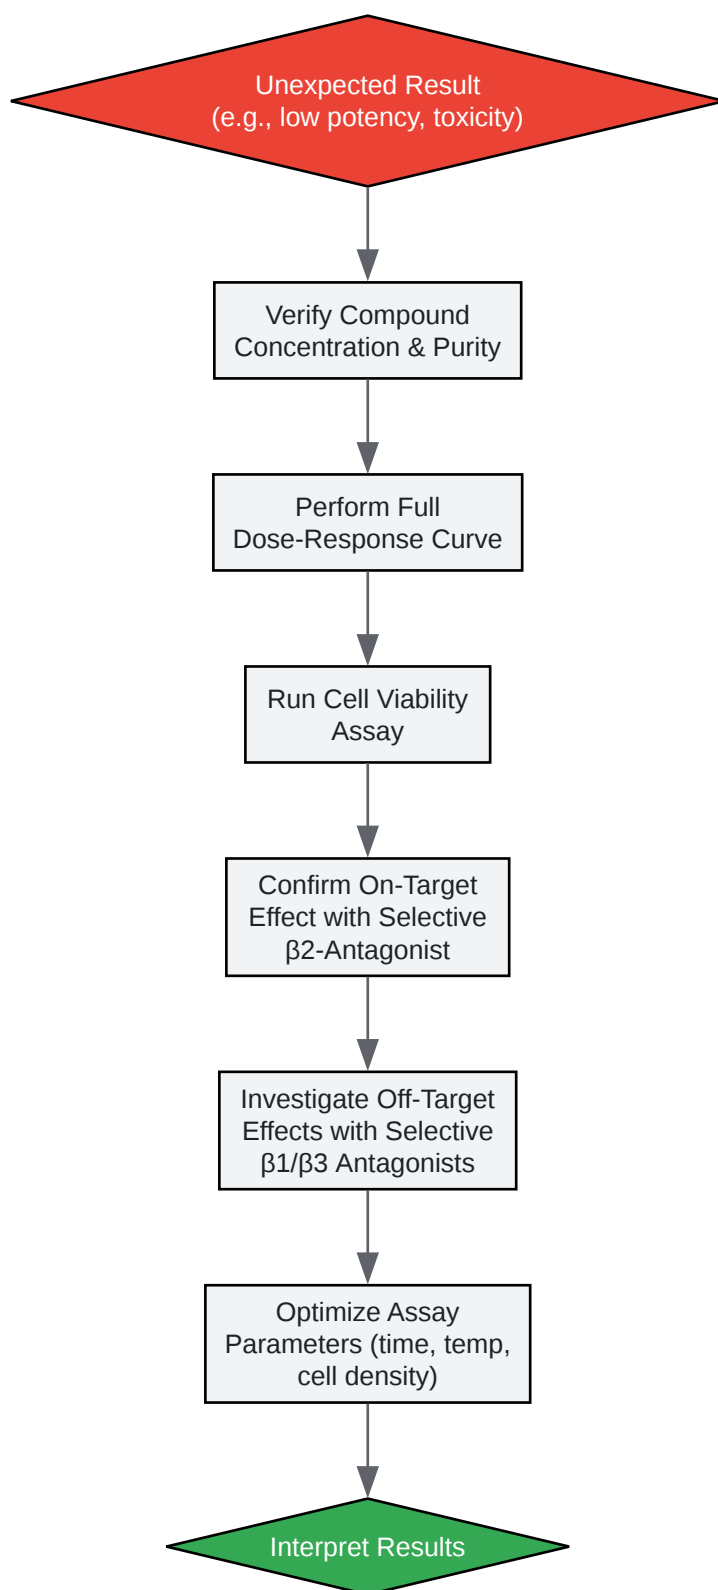 Unexpected Result
(e.g., low potency, toxicity)
Verify Compound
Concentration & Purity
Perform Full
Dose-Response Curve
Run Cell Viability
Assay
Confirm On-Target
Effect with Selective
β2-Antagonist
Investigate Off-Target
Effects with Selective
β1/β3 Antagonists
Optimize Assay
Parameters (time, temp,
cell density)
Interpret Results